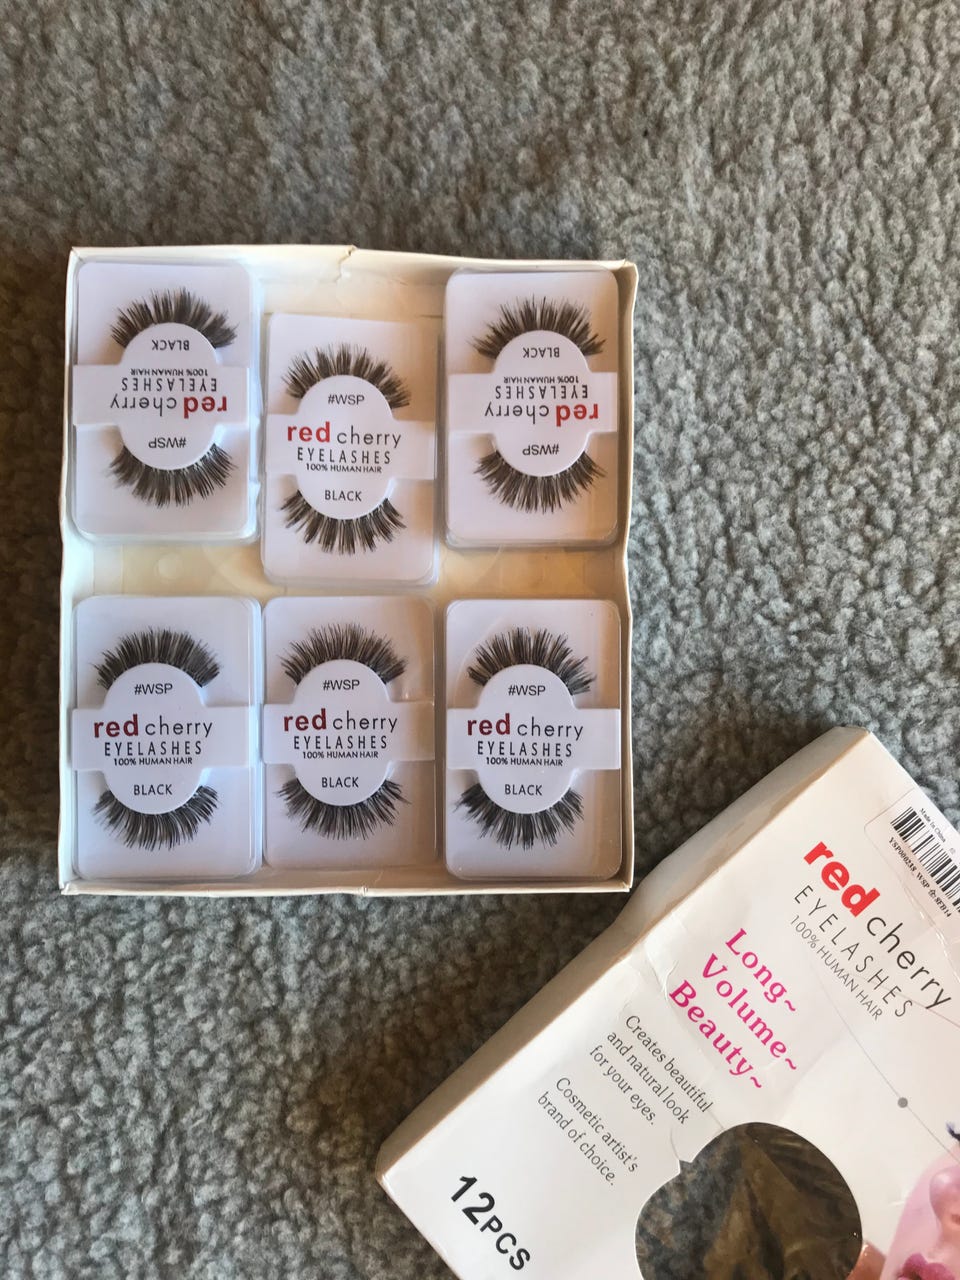 BLACK
100% HUMAN HAIR
EYELASHES
red cherry
#WSP
#WSP
red cherry
EYELASHES
100% HUMAN HAIR
BLACK
BLACK
100% HUMAN HAIR
EYELASHES
red cherry
#WSP
#WSP
red cherry
EYELASHES
100% HUMAN HAIR
BLACK
#WSP
red cherry
EYELASHES
100% HUMAN HAIR
BLACK
#WSP
red cherry
EYELASHES
100% HUMAN HAIR
BLACK
Made in China
red cherry
EYELASHES
100% HUMAN HAIR
Long~
Volume~
Beauty~
Creates beautiful
and natural look
for your eyes.
Cosmetic artist's
brand of choice.
12PCS